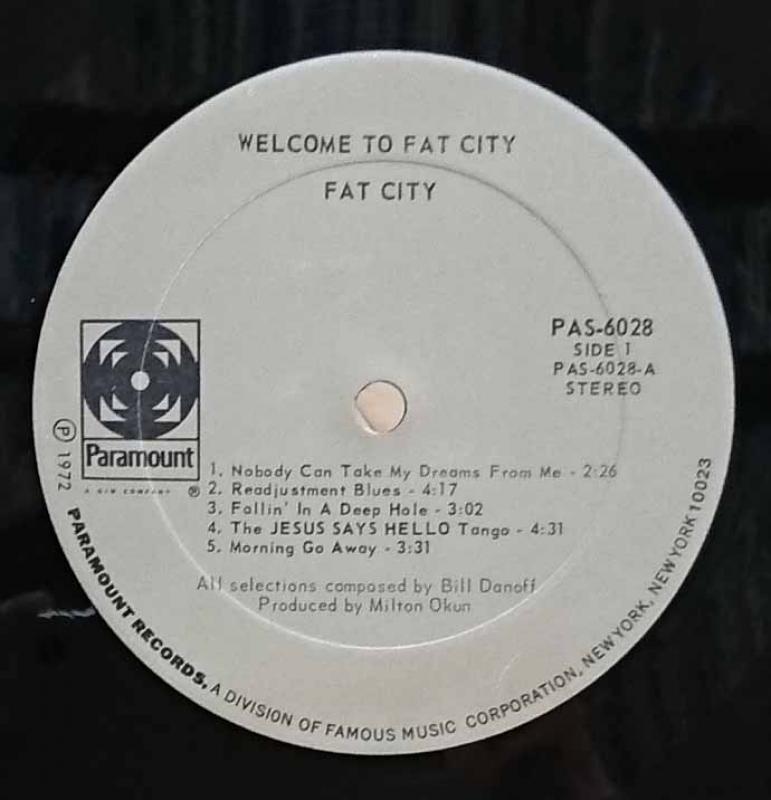 WELCOME TO FAT CITY
FAT CITY
PAS-6028
SIDE 1
PAS-6028-A
STEREO
Paramount
A G+W COMPANY ®
℗ 1972
1. Nobody Can Take My Dreams From Me - 2:26
2. Readjustment Blues - 4:17
3. Fallin' In A Deep Hole - 3:02
4. The JESUS SAYS HELLO Tango - 4:31
5. Morning Go Away - 3:31
All selections composed by Bill Danoff
Produced by Milton Okun
PARAMOUNT RECORDS, A DIVISION OF FAMOUS MUSIC CORPORATION, NEW YORK, NEW YORK 10023